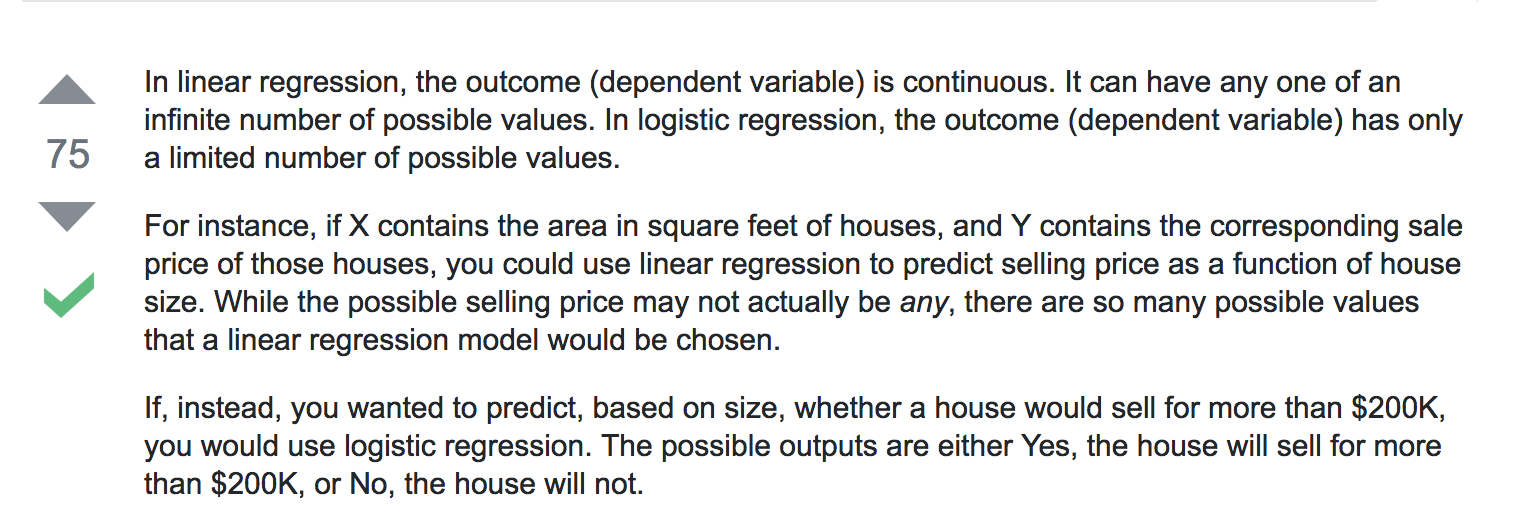 In linear regression, the outcome (dependent variable) is continuous. It can have any one of an
infinite number of possible values. In logistic regression, the outcome (dependent variable) has only
75
a limited number of possible values.
For instance, if X contains the area in square feet of houses, and Y contains the corresponding sale
price of those houses, you could use linear regression to predict selling price as a function of house
size. While the possible selling price may not actually be any, there are so many possible values
that a linear regression model would be chosen.
If, instead, you wanted to predict, based on size, whether a house would sell for more than $200K,
you would use logistic regression. The possible outputs are either Yes, the house will sell for more
than $200K, or No, the house will not.